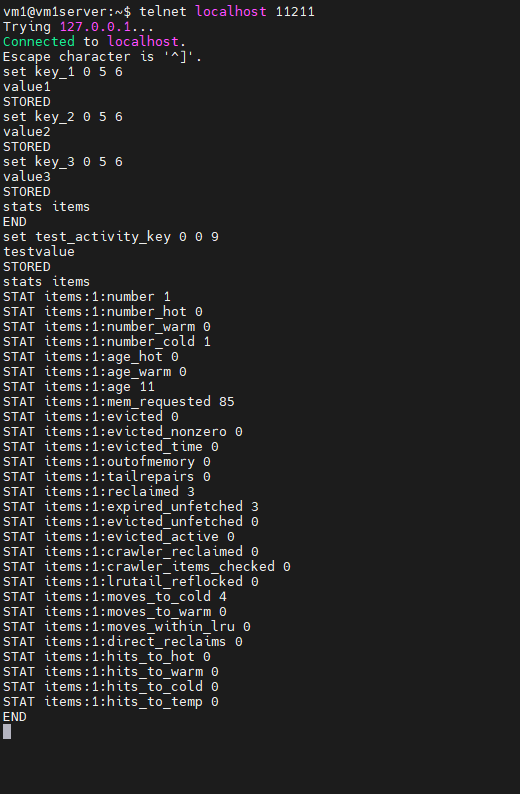 vm1@vm1server:~$ telnet localhost 11211
Trying 127.0.0.1...
Connected to localhost.
Escape character is '^]'.
set key_1 0 5 6
value1
STORED
set key_2 0 5 6
value2
STORED
set key_3 0 5 6
value3
STORED
stats items
END
set test_activity_key 0 0 9
testvalue
STORED
stats items
STAT items:1:number 1
STAT items:1:number_hot 0
STAT items:1:number_warm 0
STAT items:1:number_cold 1
STAT items:1:age_hot 0
STAT items:1:age_warm 0
STAT items:1:age 11
STAT items:1:mem_requested 85
STAT items:1:evicted 0
STAT items:1:evicted_nonzero 0
STAT items:1:evicted_time 0
STAT items:1:outofmemory 0
STAT items:1:tailrepairs 0
STAT items:1:reclaimed 3
STAT items:1:expired_unfetched 3
STAT items:1:evicted_unfetched 0
STAT items:1:evicted_active 0
STAT items:1:crawler_reclaimed 0
STAT items:1:crawler_items_checked 0
STAT items:1:lrutail_reflocked 0
STAT items:1:moves_to_cold 4
STAT items:1:moves_to_warm 0
STAT items:1:moves_within_lru 0
STAT items:1:direct_reclaims 0
STAT items:1:hits_to_hot 0
STAT items:1:hits_to_warm 0
STAT items:1:hits_to_cold 0
STAT items:1:hits_to_temp 0
END